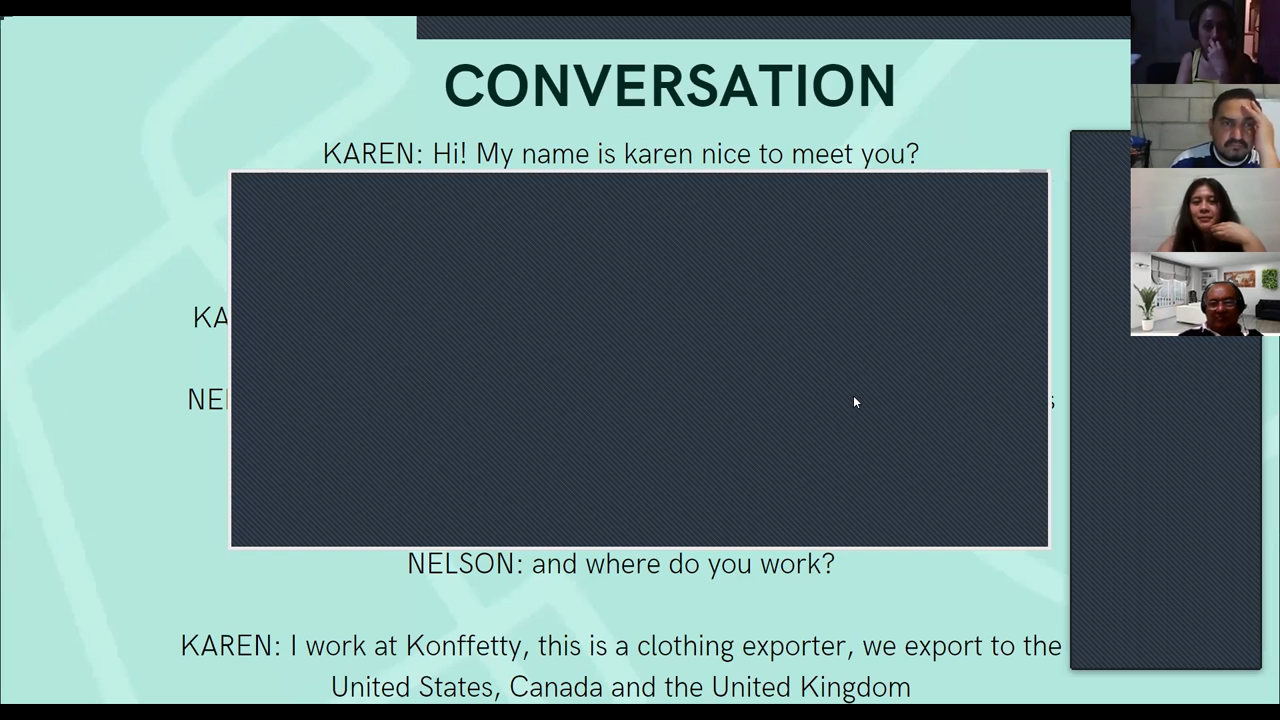 CONVERSATION
KAREN: Hi! My name is karen nice to meet you?
NELSON: and where do you work?
KAREN: I work at Konffetty, this is a clothing exporter, we export to the
United States, Canada and the United Kingdom